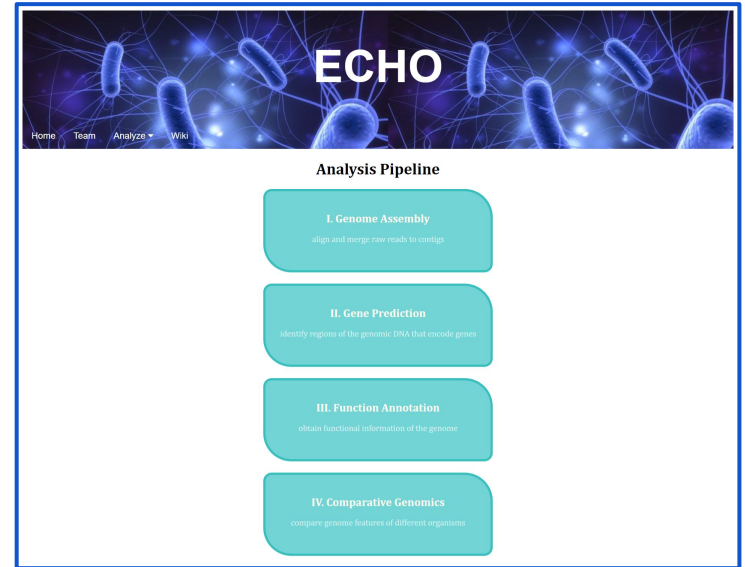 ECHO
Home Team Analyze Wiki
Analysis Pipeline
I. Genome Assembly
align and merge raw reads to contigs
II. Gene Prediction
identify regions of the genomic DNA that encode genes
III. Function Annotation
obtain functional information of the genome
IV. Comparative Genomics
compare genome features of different organisms